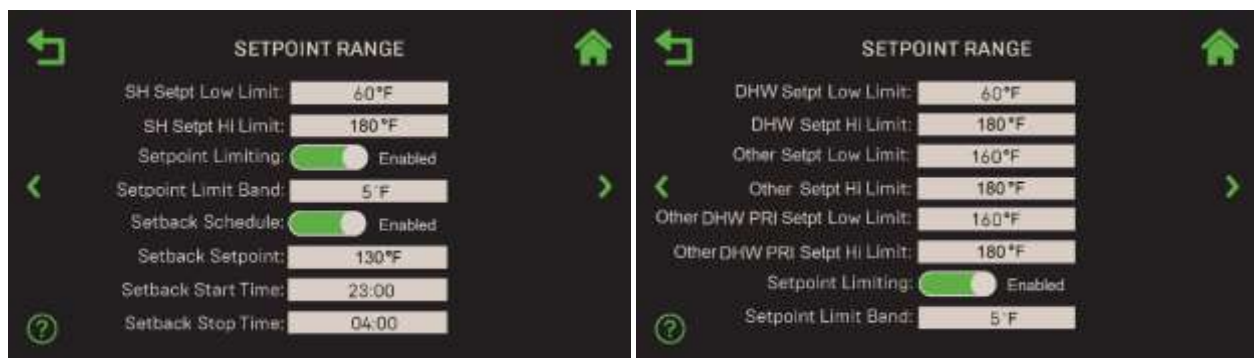 SETPOINT RANGE
SH Setpt Low Limit: 60°F
SH Setpt Hi Limit: 180°F
Setpoint Limiting: Enabled
Setpoint Limit Band: 5°F
Setback Schedule: Enabled
Setback Setpoint: 130°F
Setback Start Time: 23:00
Setback Stop Time: 04:00
?
SETPOINT RANGE
DHW Setpt Low Limit: 60°F
DHW Setpt Hi Limit: 180°F
Other Setpt Low Limit: 160°F
Other Setpt Hi Limit: 180°F
Other DHW PRI Setpt Low Limit: 160°F
Other DHW PRI Setpt Hi Limit: 180°F
Setpoint Limiting: Enabled
Setpoint Limit Band: 5°F
?